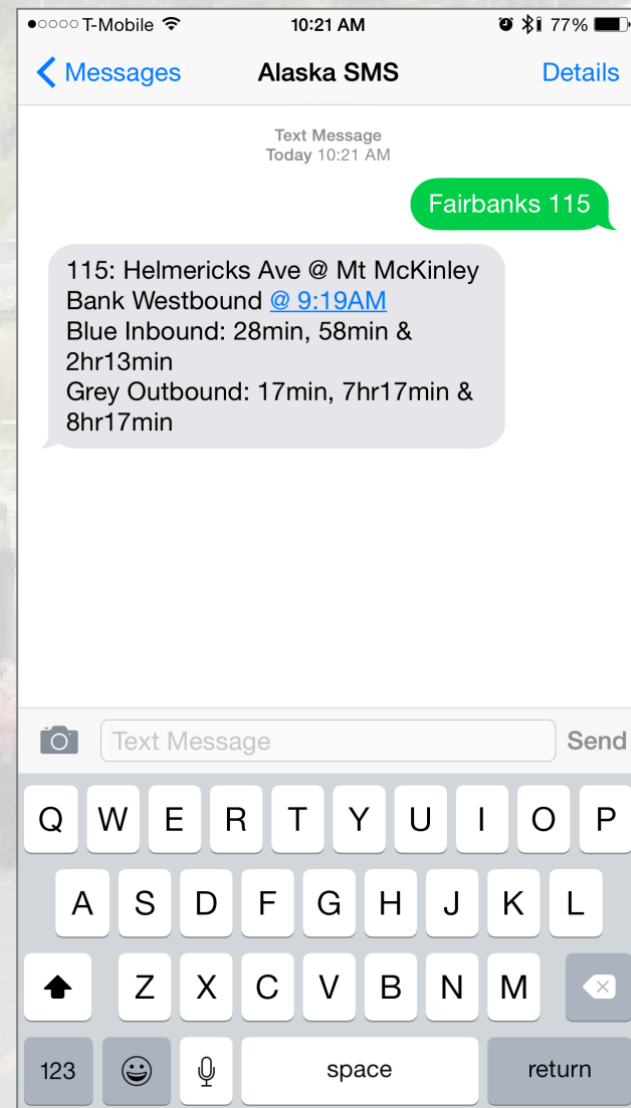 T-Mobile 10:21 AM 77%
Messages Alaska SMS Details
Text Message
Today 10:21 AM
Fairbanks 115
115: Helmericks Ave @ Mt McKinley
Bank Westbound @ 9:19AM
Blue Inbound: 28min, 58min &
2hr13min
Grey Outbound: 17min, 7hr17min &
8hr17min
Text Message Send
Q W E R T Y U I O P
A S D F G H J K L
Z X C V B N M
123 space return